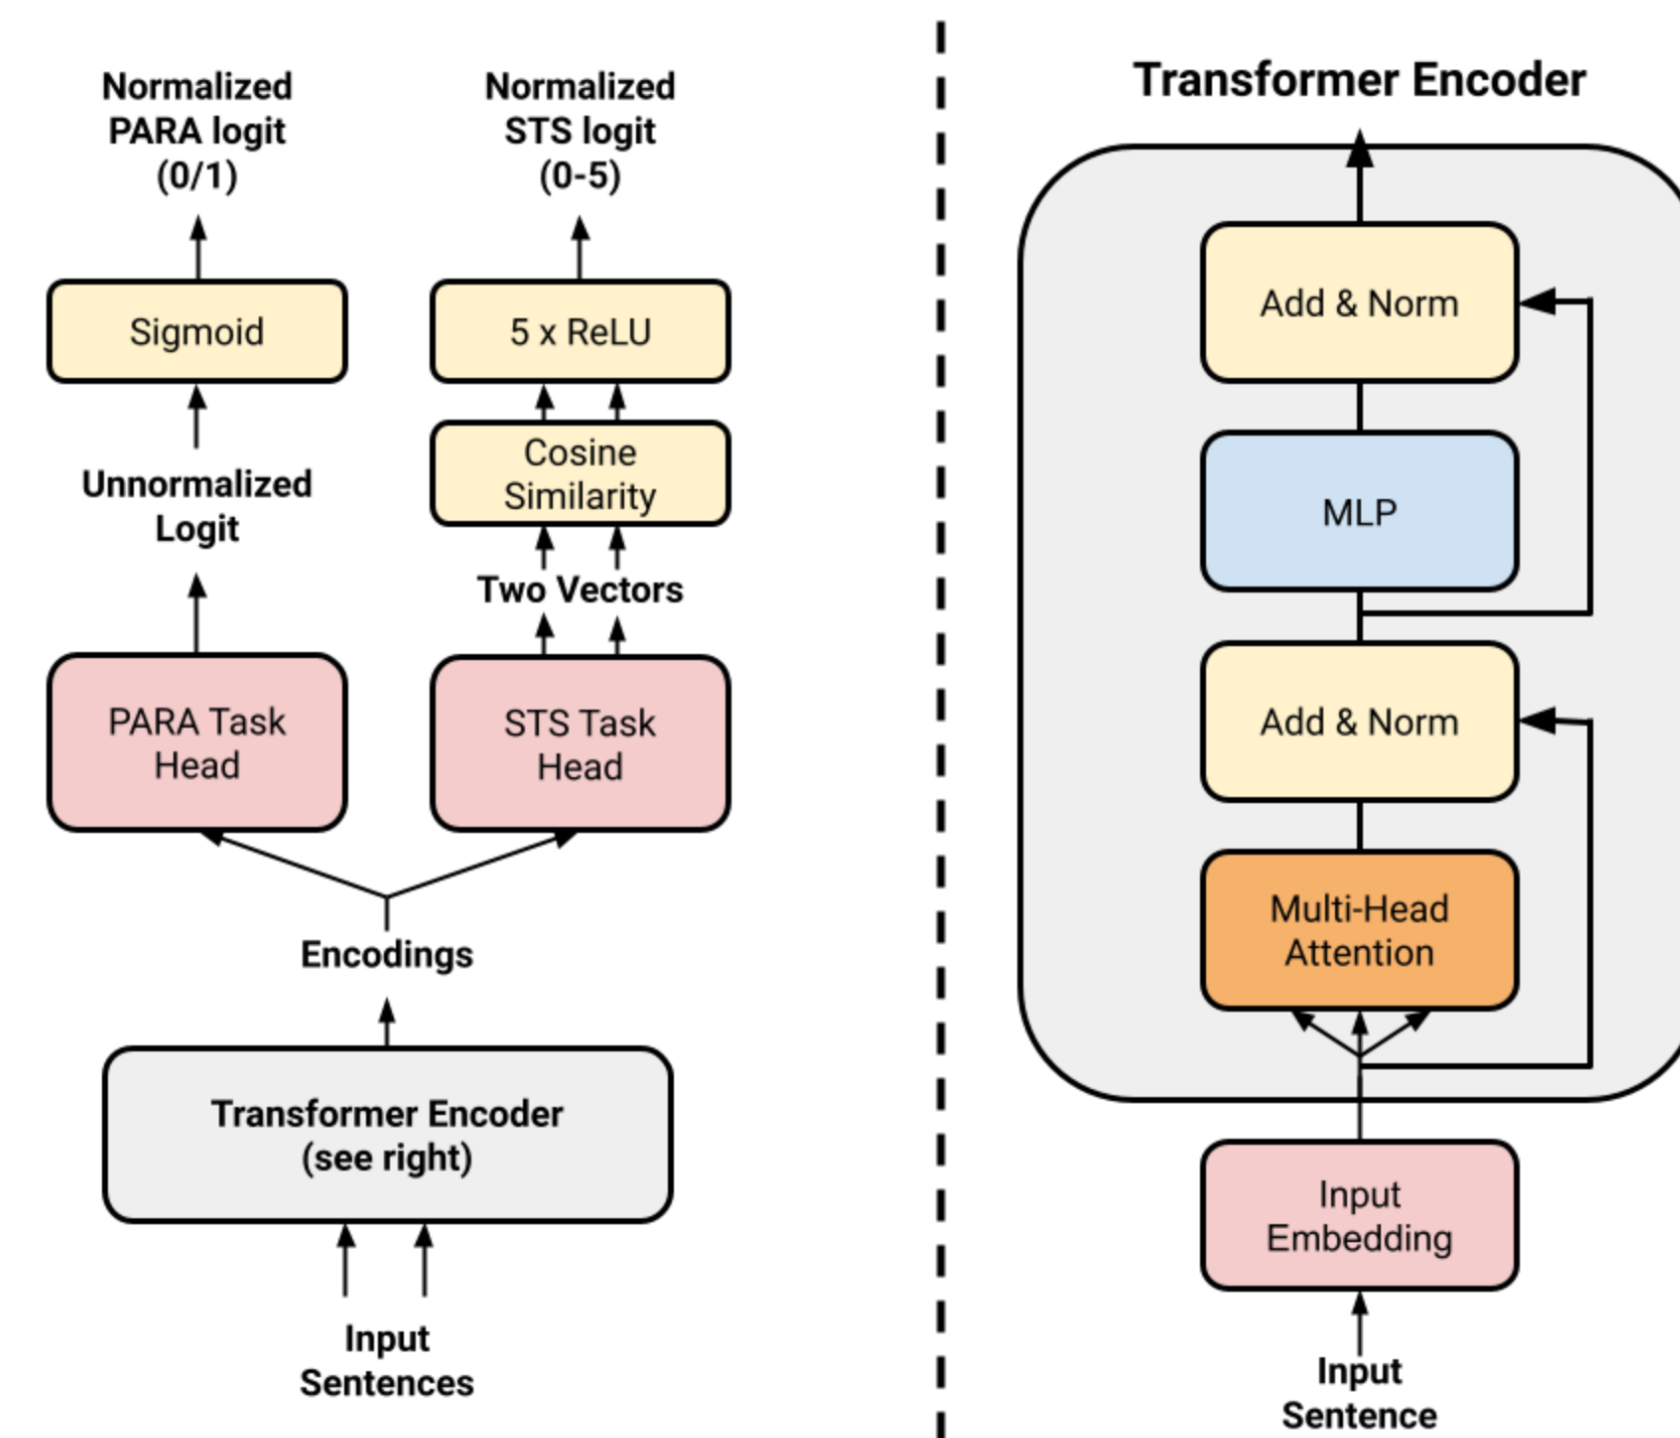 Normalized
PARA logit
(0/1)
Normalized
STS logit
(0-5)
Sigmoid
5 x ReLU
Cosine
Similarity
Unnormalized
Logit
Two Vectors
PARA Task
Head
STS Task
Head
Encodings
Transformer Encoder
(see right)
Input
Sentences
Transformer Encoder
Add & Norm
MLP
Add & Norm
Multi-Head
Attention
Input
Embedding
Input
Sentence